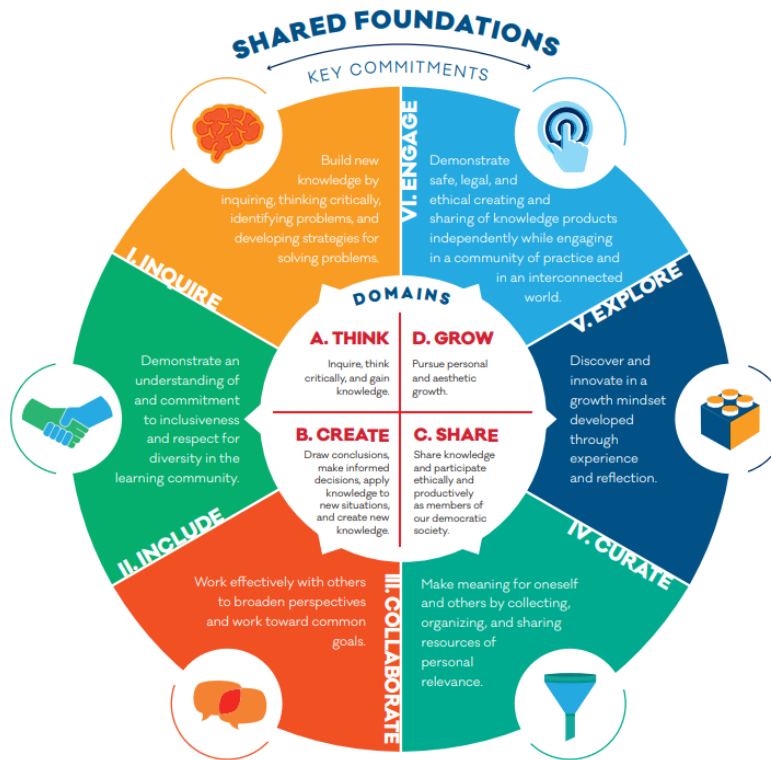 SHARED FOUNDATIONS
KEY COMMITMENTS
I. INQUIRE
Build new
knowledge by
inquiring, thinking critically,
identifying problems, and
developing strategies for
solving problems.
VI. ENGAGE
Demonstrate
safe, legal, and
ethical creating and
sharing of knowledge products
independently while engaging
in a community of practice and
in an interconnected
world.
II. INCLUDE
Demonstrate an
understanding of
and commitment
to inclusiveness
and respect for
diversity in the
learning community.
DOMAINS
A. THINK
Inquire, think
critically, and gain
knowledge.
D. GROW
Pursue personal
and aesthetic
growth.
B. CREATE
Draw conclusions,
make informed
decisions, apply
knowledge to
new situations,
and create new
knowledge.
C. SHARE
Share knowledge
and participate
ethically and
productively
as members of
our democratic
society.
V. EXPLORE
Discover and
innovate in a
growth mindset
developed
through
experience
and reflection.
III. COLLABORATE
Work effectively with others
to broaden perspectives
and work toward common
goals.
IV. CURATE
Make meaning for oneself
and others by collecting,
organizing, and sharing
resources of
personal
relevance.